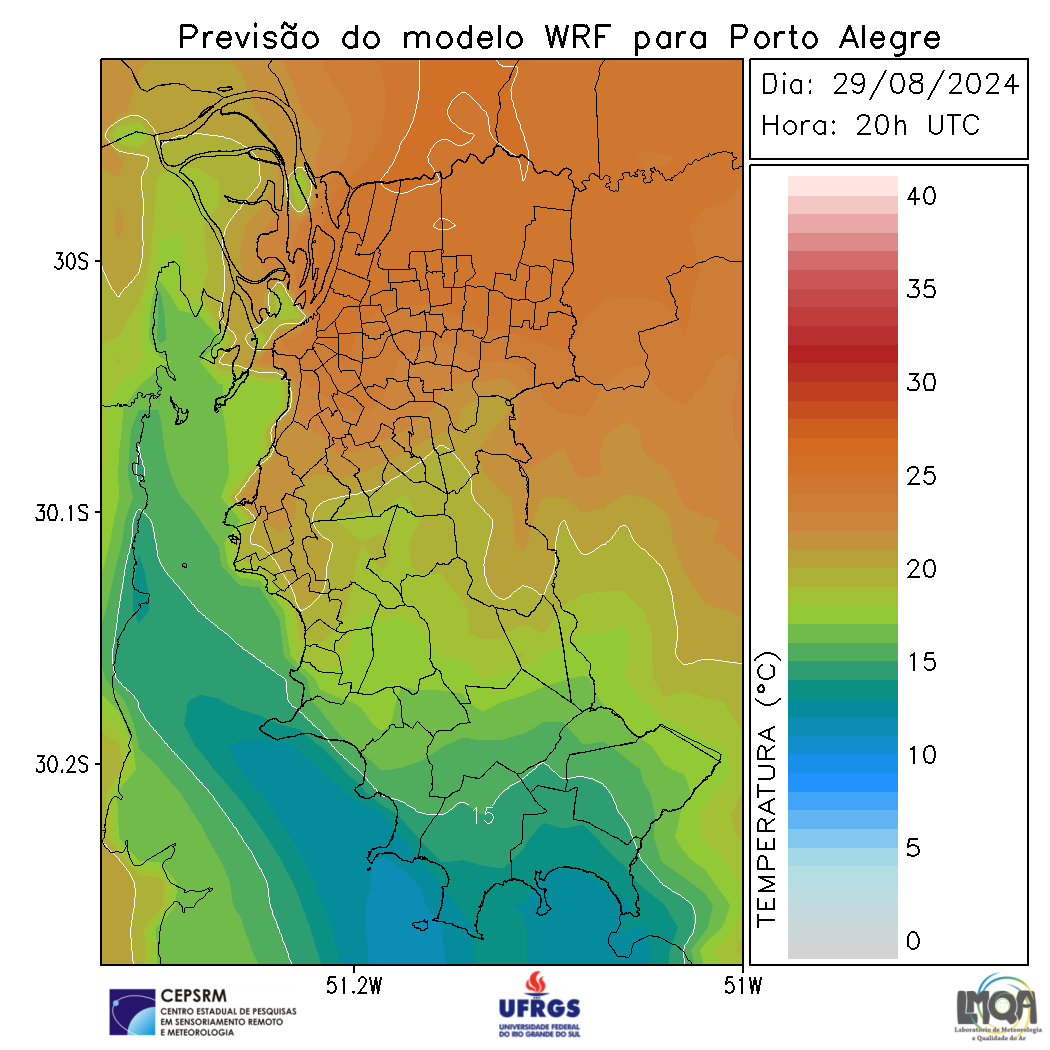 Previsão do modelo WRF para Porto Alegre
Dia: 29/08/2024
Hora: 20h UTC
40
35
30
25
20
15
10
5
0
TEMPERATURA (°C)
30S
30.1S
30.2S
15
51.2W
51W
CEPSRM
CENTRO ESTADUAL DE PESQUISAS
EM SENSORIAMENTO REMOTO
E METEOROLOGIA
UFRGS
UNIVERSIDADE FEDERAL
DO RIO GRANDE DO SUL
LMQA
Laboratório de Meteorologia
e Qualidade do Ar